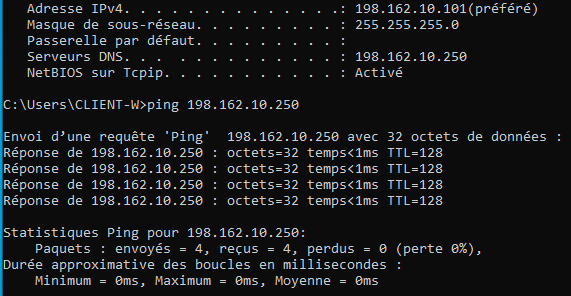 Adresse IPv4. . . . . . . . . . . . . .: 198.162.10.101(préféré)
Masque de sous-réseau. . . . . . . . . : 255.255.255.0
Passerelle par défaut. . . . . . . . . :
Serveurs DNS. . .  . . . . . . . . . . : 198.162.10.250
NetBIOS sur Tcpip. . . . . . . . . . . : Activé
C:\Users\CLIENT-W>ping 198.162.10.250
Envoi d’une requête 'Ping'  198.162.10.250 avec 32 octets de données :
Réponse de 198.162.10.250 : octets=32 temps<1ms TTL=128
Réponse de 198.162.10.250 : octets=32 temps<1ms TTL=128
Réponse de 198.162.10.250 : octets=32 temps<1ms TTL=128
Réponse de 198.162.10.250 : octets=32 temps<1ms TTL=128
Statistiques Ping pour 198.162.10.250:
Paquets : envoyés = 4, reçus = 4, perdus = 0 (perte 0%),
Durée approximative des boucles en millisecondes :
Minimum = 0ms, Maximum = 0ms, Moyenne = 0ms